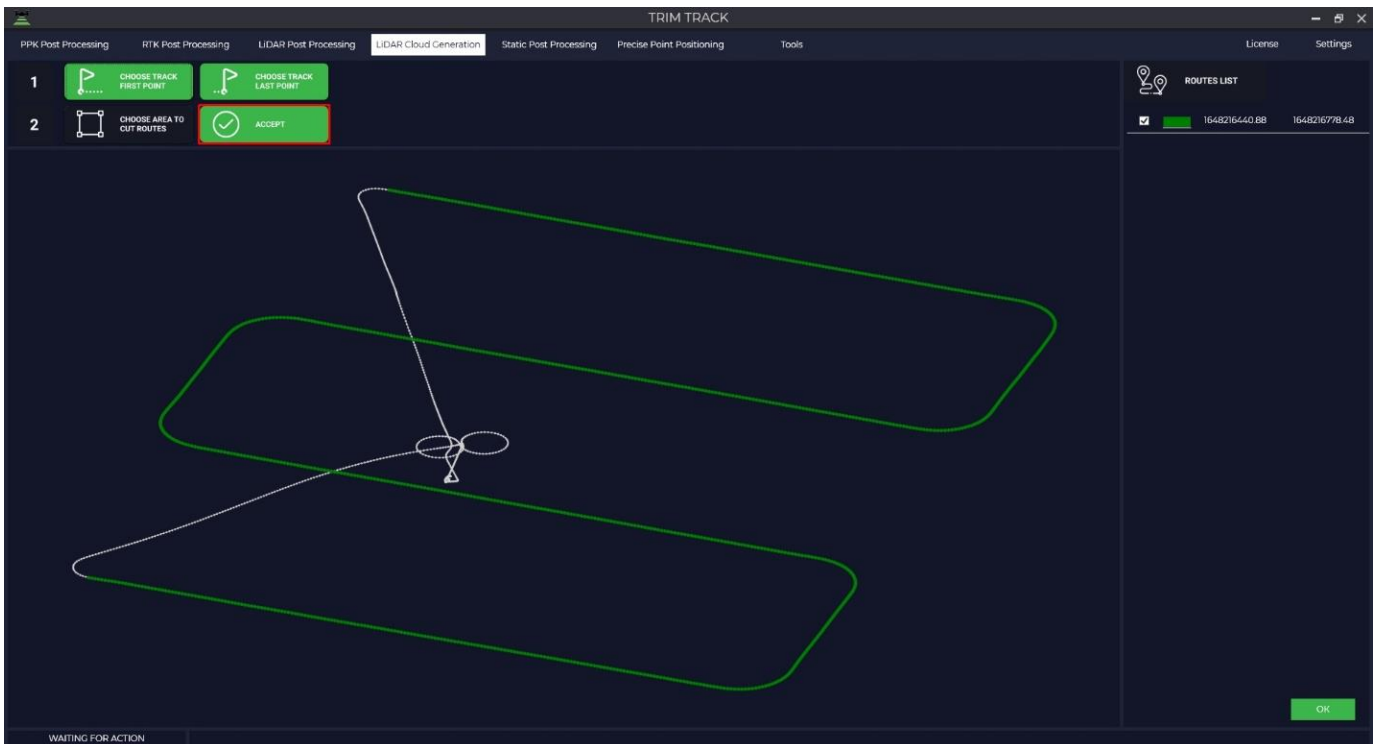 TRIM TRACK
PPK Post Processing RTK Post Processing LiDAR Post Processing LiDAR Cloud Generation Static Post Processing Precise Point Positioning Tools License Settings
1 CHOOSE TRACK
FIRST POINT
CHOOSE TRACK
LAST POINT
2 CHOOSE AREA TO
CUT ROUTES
ACCEPT
ROUTES LIST
1648216440.88 1648216778.48
OK
WAITING FOR ACTION